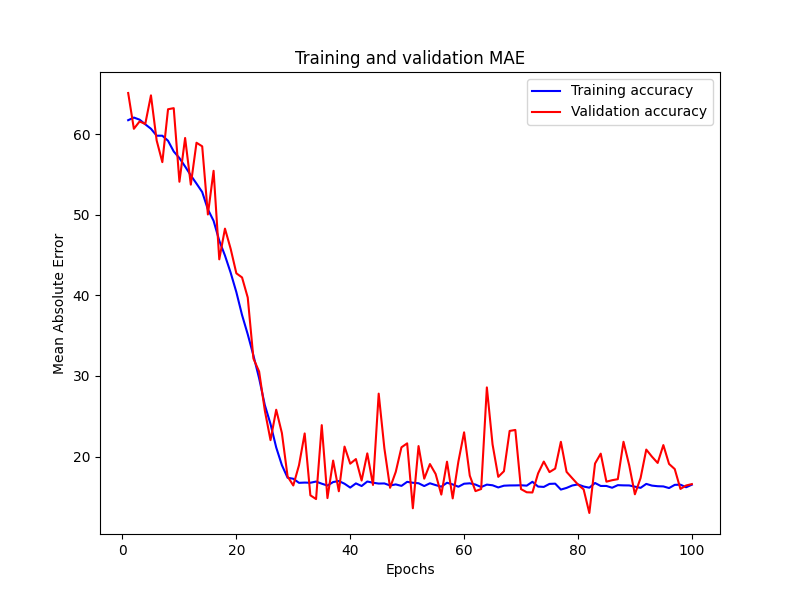 Training and validation MAE
Training accuracy
Validation accuracy
60
50
40
30
20
Mean Absolute Error
0 20 40 60 80 100
Epochs